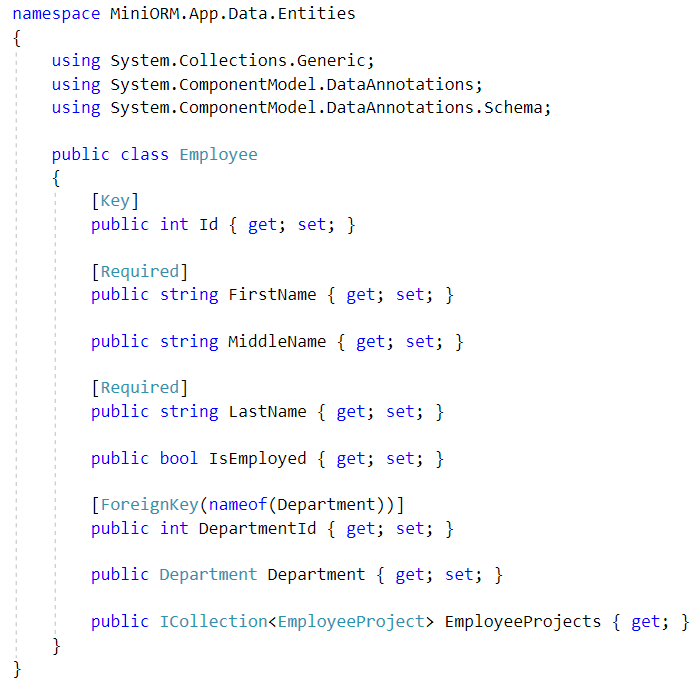 namespace MiniORM.App.Data.Entities
{
    using System.Collections.Generic;
    using System.ComponentModel.DataAnnotations;
    using System.ComponentModel.DataAnnotations.Schema;

    public class Employee
    {
        [Key]
        public int Id { get; set; }

        [Required]
        public string FirstName { get; set; }

        public string MiddleName { get; set; }

        [Required]
        public string LastName { get; set; }

        public bool IsEmployed { get; set; }

        [ForeignKey(nameof(Department))]
        public int DepartmentId { get; set; }

        public Department Department { get; set; }

        public ICollection<EmployeeProject> EmployeeProjects { get; }
    }
}